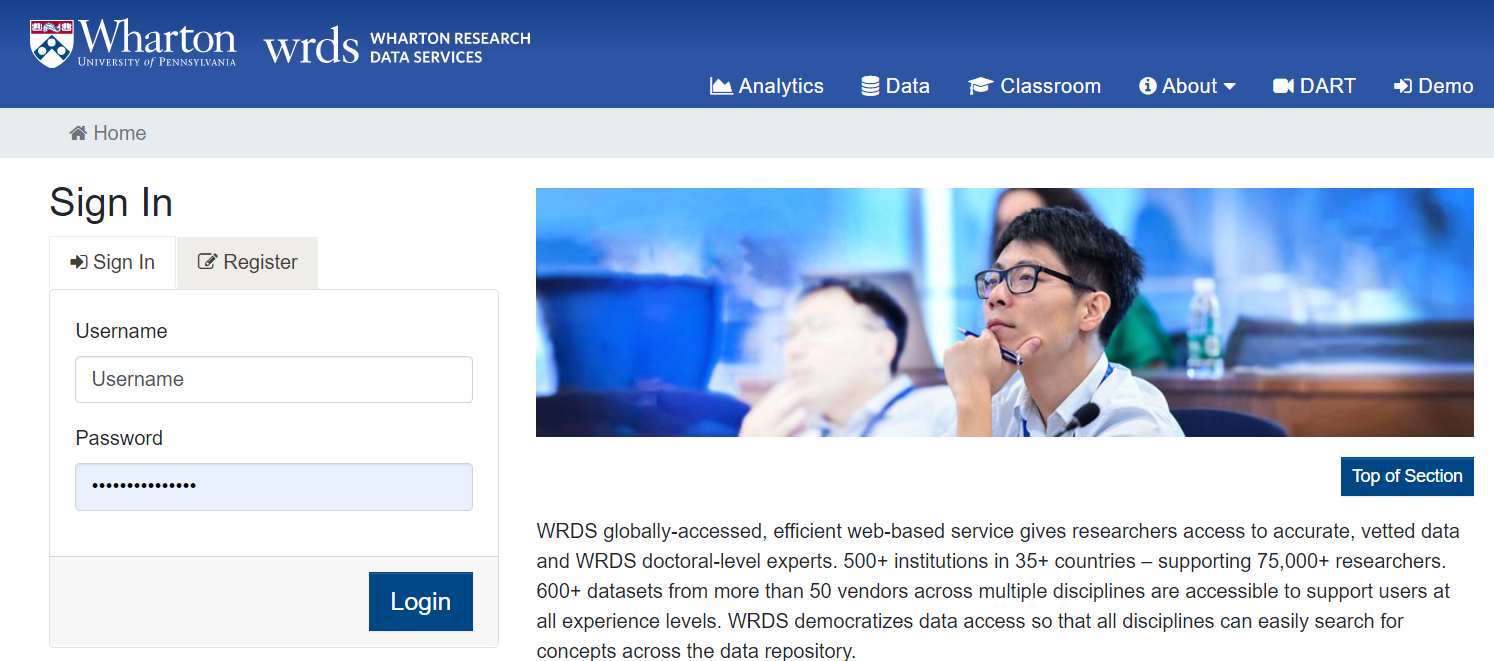 Wharton
UNIVERSITY of PENNSYLVANIA
wrds
WHARTON RESEARCH
DATA SERVICES
Analytics
Data
Classroom
About
DART
Demo
Home
Sign In
Sign In
Register
Username
Username
Password
•••••••••••••••
Login
Top of Section
WRDS globally-accessed, efficient web-based service gives researchers access to accurate, vetted data
and WRDS doctoral-level experts. 500+ institutions in 35+ countries – supporting 75,000+ researchers.
600+ datasets from more than 50 vendors across multiple disciplines are accessible to support users at
all experience levels. WRDS democratizes data access so that all disciplines can easily search for
concepts across the data repository.